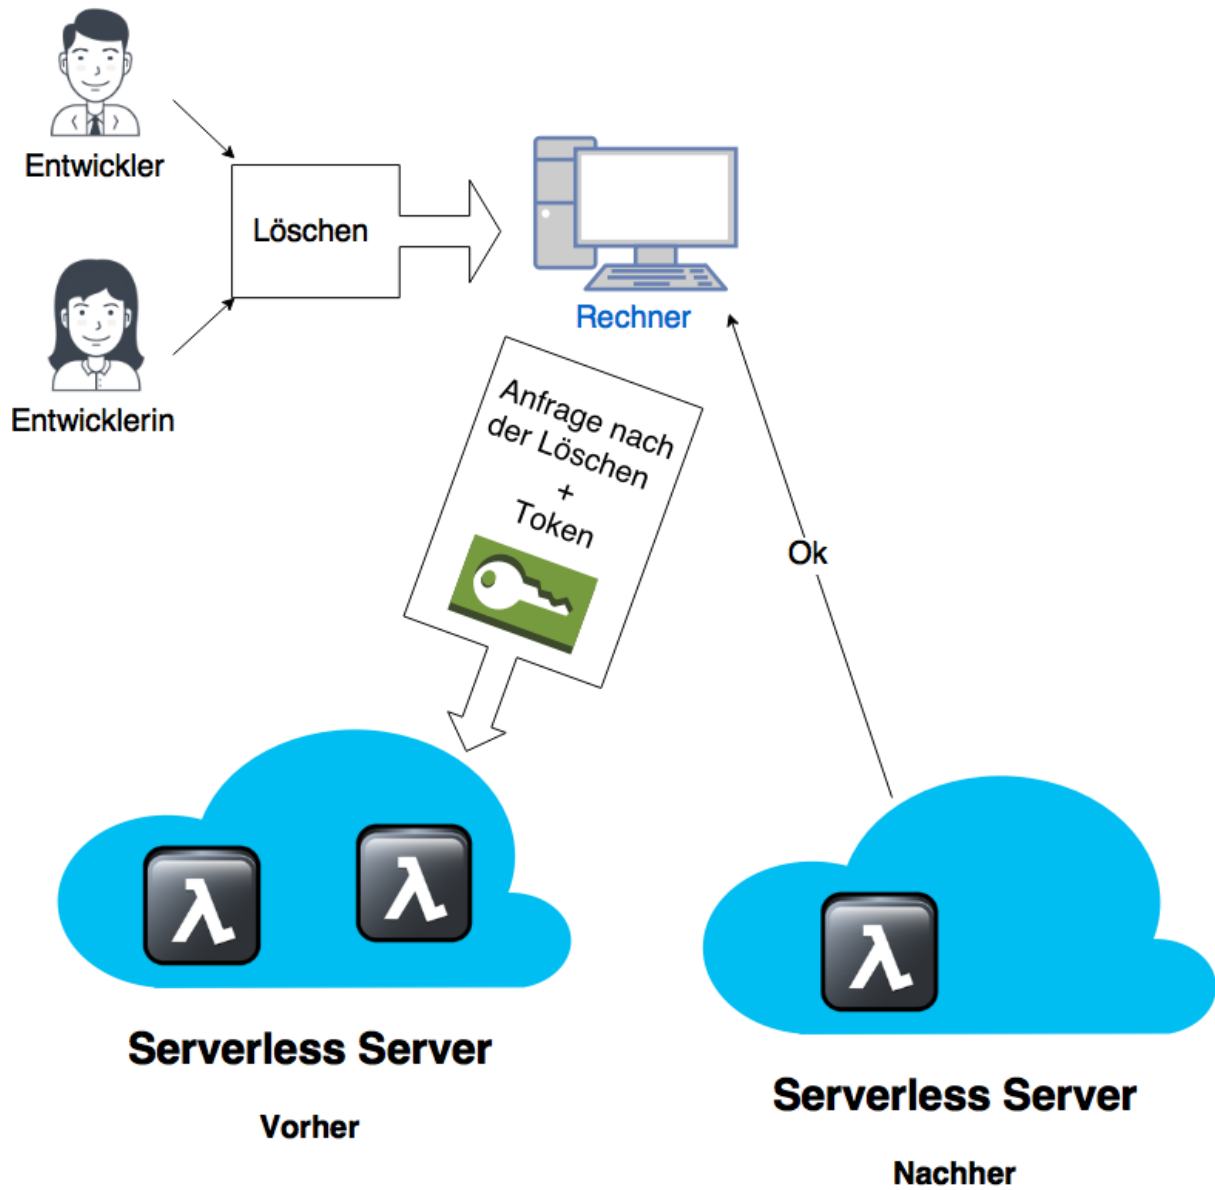 Entwickler
Löschen
Rechner
Entwicklerin
Anfrage nach
der Löschen
+
Token
Ok
λ
λ
λ
Serverless Server
Vorher
Serverless Server
Nachher